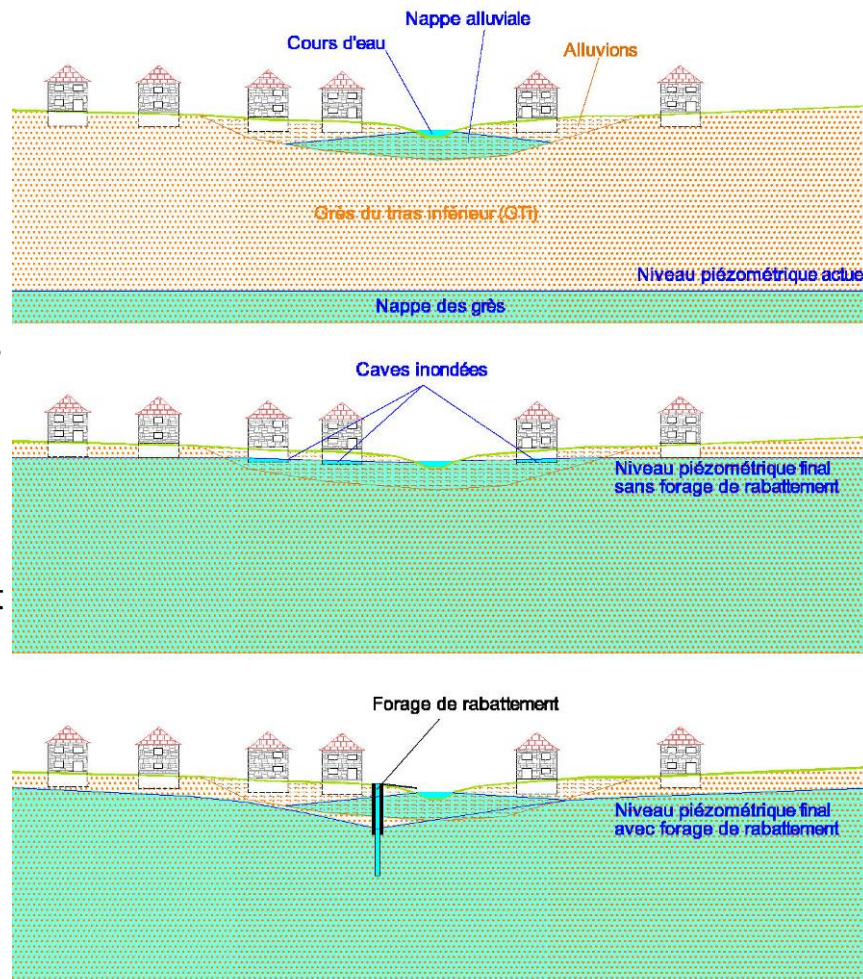 Nappe alluviale
Cours d'eau
Alluvions
Grès du trias inférieur (GTi)
Niveau piézométrique actue
Nappe des grès
Caves inondées
Niveau piézométrique final
sans forage de rabattement
Forage de rabattement
Niveau piézométrique final
avec forage de rabattement